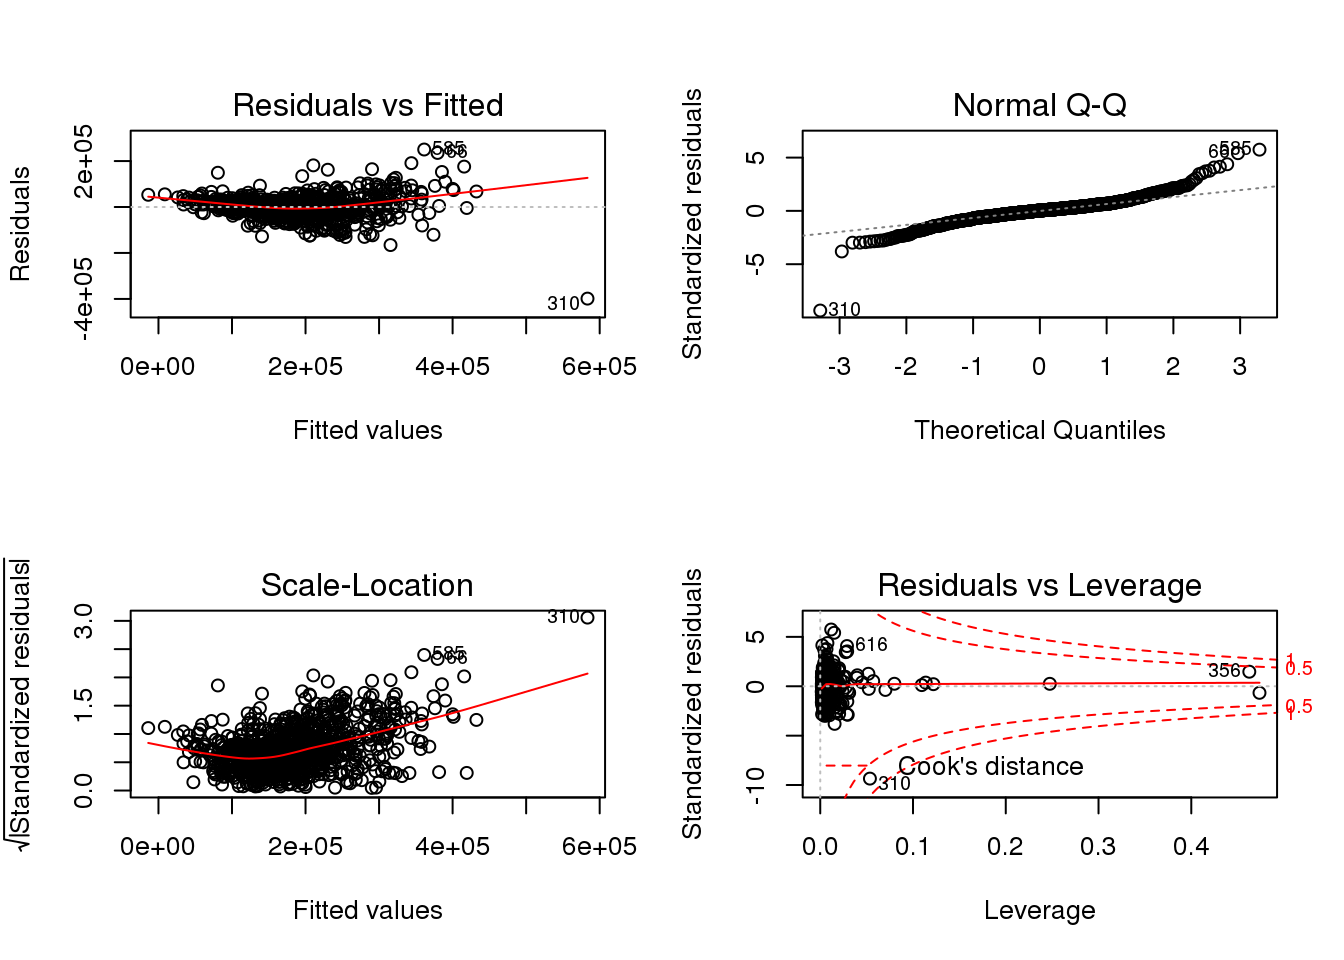 Residuals vs Fitted
Residuals
2e+05
-4e+05
585
310
0e+00 2e+05 4e+05 6e+05
Fitted values
Normal Q-Q
Standardized residuals
5
0
-5
585
310
-3 -2 -1 0 1 2 3
Theoretical Quantiles
Scale-Location
√|Standardized residuals|
3.0
1.5
0.0
310
585
0e+00 2e+05 4e+05 6e+05
Fitted values
Residuals vs Leverage
Standardized residuals
5
0
-10
616
356
310
Cook's distance
1
0.5
0.5
1
0.0 0.1 0.2 0.3 0.4
Leverage